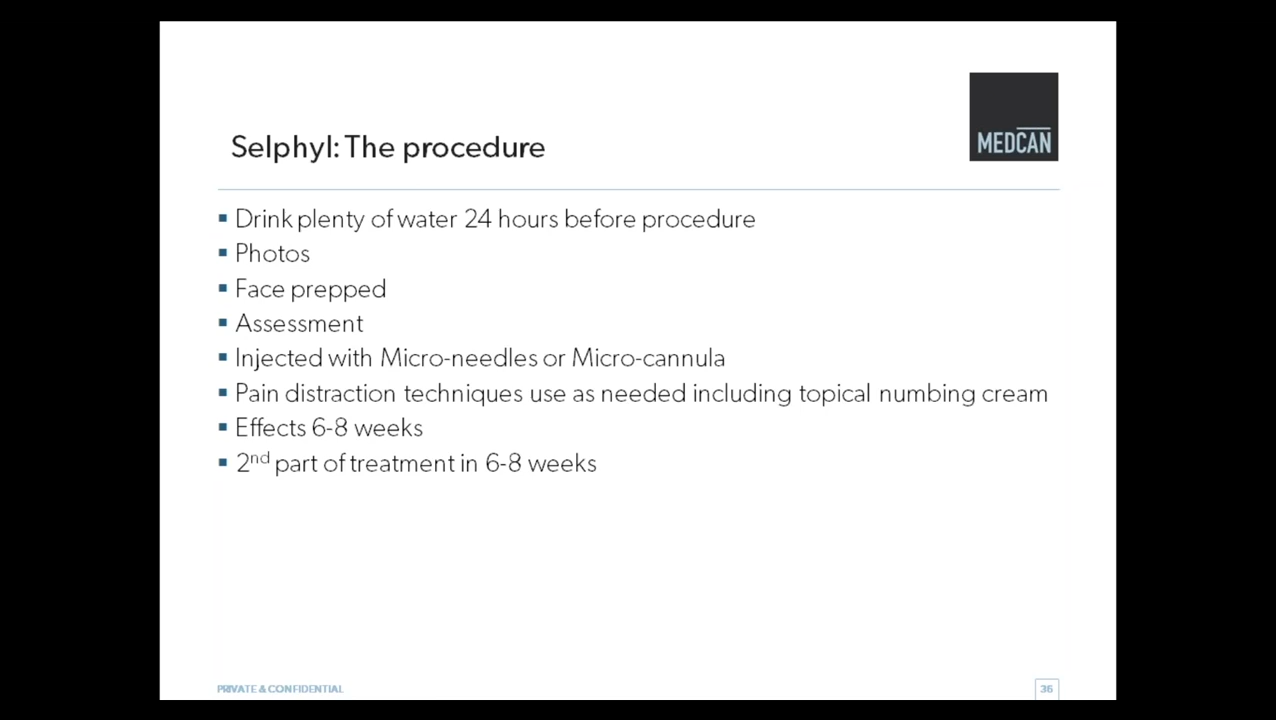 MEDCAN
Selphyl: The procedure
▪ Drink plenty of water 24 hours before procedure
▪ Photos
▪ Face prepped
▪ Assessment
▪ Injected with Micro-needles or Micro-cannula
▪ Pain distraction techniques use as needed including topical numbing cream
▪ Effects 6-8 weeks
▪ 2nd part of treatment in 6-8 weeks
PRIVATE & CONFIDENTIAL
36